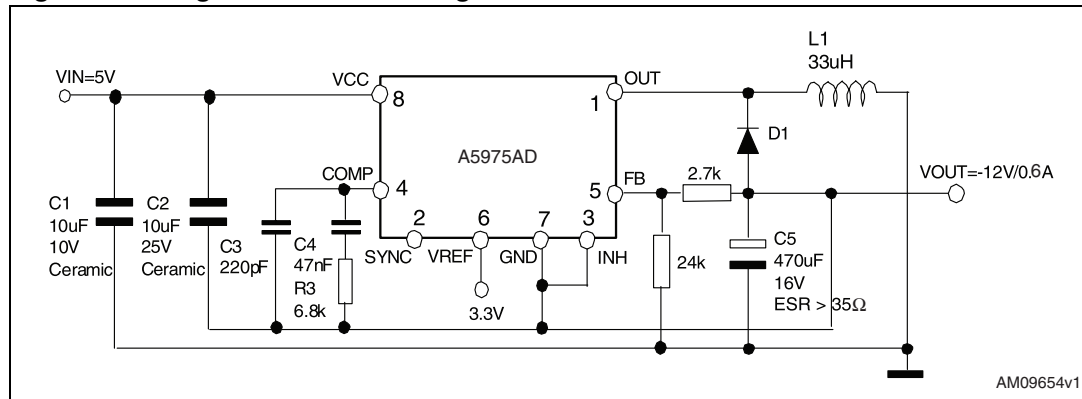 L1
33uH
VIN=5V
VCC
OUT
8
1
D1
A5975AD
COMP
FB
2.7k
VOUT=-12V/0.6A
4
5
C1
10uF
10V
Ceramic
C2
10uF
25V
Ceramic
C3
220pF
C4
47nF
R3
6.8k
2
6
7
3
SYNC
VREF
GND
INH
3.3V
24k
C5
470uF
16V
ESR > 35Ω
AM09654v1